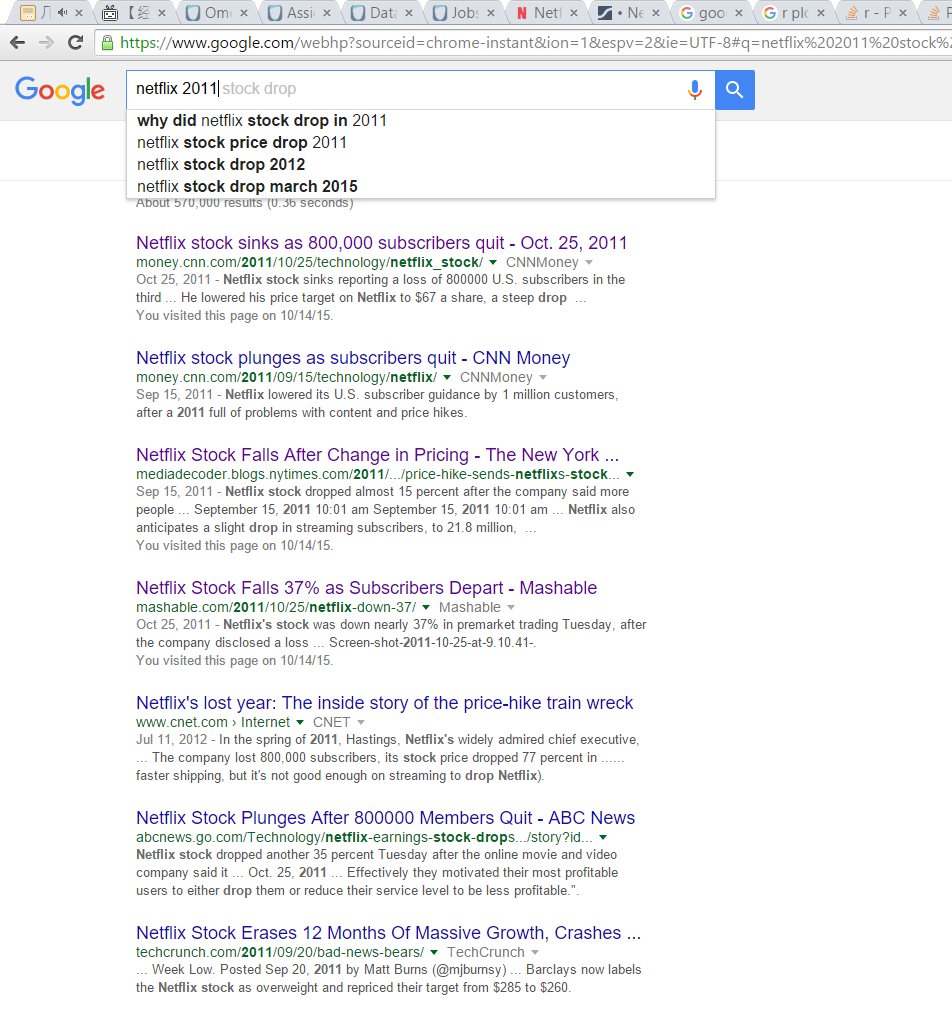 【经
Ome
Assi
Data
Jobs
Netf
• Ne
goo
r plo
r - P
P
https://www.google.com/webhp?sourceid=chrome-instant&ion=1&espv=2&ie=UTF-8#q=netflix%202011%20stock%2
Google
netflix 2011 stock drop
why did netflix stock drop in 2011
netflix stock price drop 2011
netflix stock drop 2012
netflix stock drop march 2015
About 570,000 results (0.36 seconds)
Netflix stock sinks as 800,000 subscribers quit - Oct. 25, 2011
money.cnn.com/2011/10/25/technology/netflix_stock/ CNNMoney
Oct 25, 2011 - Netflix stock sinks reporting a loss of 800000 U.S. subscribers in the
third ... He lowered his price target on Netflix to $67 a share, a steep drop ...
You visited this page on 10/14/15.
Netflix stock plunges as subscribers quit - CNN Money
money.cnn.com/2011/09/15/technology/netflix/ CNNMoney
Sep 15, 2011 - Netflix lowered its U.S. subscriber guidance by 1 million customers,
after a 2011 full of problems with content and price hikes.
Netflix Stock Falls After Change in Pricing - The New York ...
mediadecoder.blogs.nytimes.com/2011/.../price-hike-sends-netflixs-stock...
Sep 15, 2011 - Netflix stock dropped almost 15 percent after the company said more
people ... September 15, 2011 10:01 am September 15, 2011 10:01 am ... Netflix also
anticipates a slight drop in streaming subscribers, to 21.8 million, ...
You visited this page on 10/14/15.
Netflix Stock Falls 37% as Subscribers Depart - Mashable
mashable.com/2011/10/25/netflix-down-37/ Mashable
Oct 25, 2011 - Netflix's stock was down nearly 37% in premarket trading Tuesday, after
the company disclosed a loss ... Screen-shot-2011-10-25-at-9.10.41-.
You visited this page on 10/14/15.
Netflix's lost year: The inside story of the price-hike train wreck
www.cnet.com › Internet CNET
Jul 11, 2012 - In the spring of 2011, Hastings, Netflix's widely admired chief executive,
... The company lost 800,000 subscribers, its stock price dropped 77 percent in ......
faster shipping, but it's not good enough on streaming to drop Netflix).
Netflix Stock Plunges After 800000 Members Quit - ABC News
abcnews.go.com/Technology/netflix-earnings-stock-drops.../story?id...
Netflix stock dropped another 35 percent Tuesday after the online movie and video
company said it ... Oct. 25, 2011 ... Effectively they motivated their most profitable
users to either drop them or reduce their service level to be less profitable.".
Netflix Stock Erases 12 Months Of Massive Growth, Crashes ...
techcrunch.com/2011/09/20/bad-news-bears/ TechCrunch
... Week Low. Posted Sep 20, 2011 by Matt Burns (@mjburnsy) ... Barclays now labels
the Netflix stock as overweight and repriced their target from $285 to $260.